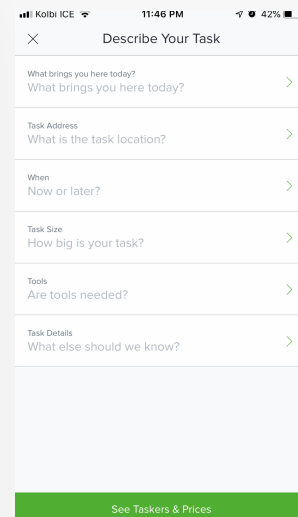 Kolbi ICE 11:46 PM 42%
Describe Your Task
What brings you here today?
What brings you here today?
Task Address
What is the task location?
When
Now or later?
Task Size
How big is your task?
Tools
Are tools needed?
Task Details
What else should we know?
See Taskers & Prices